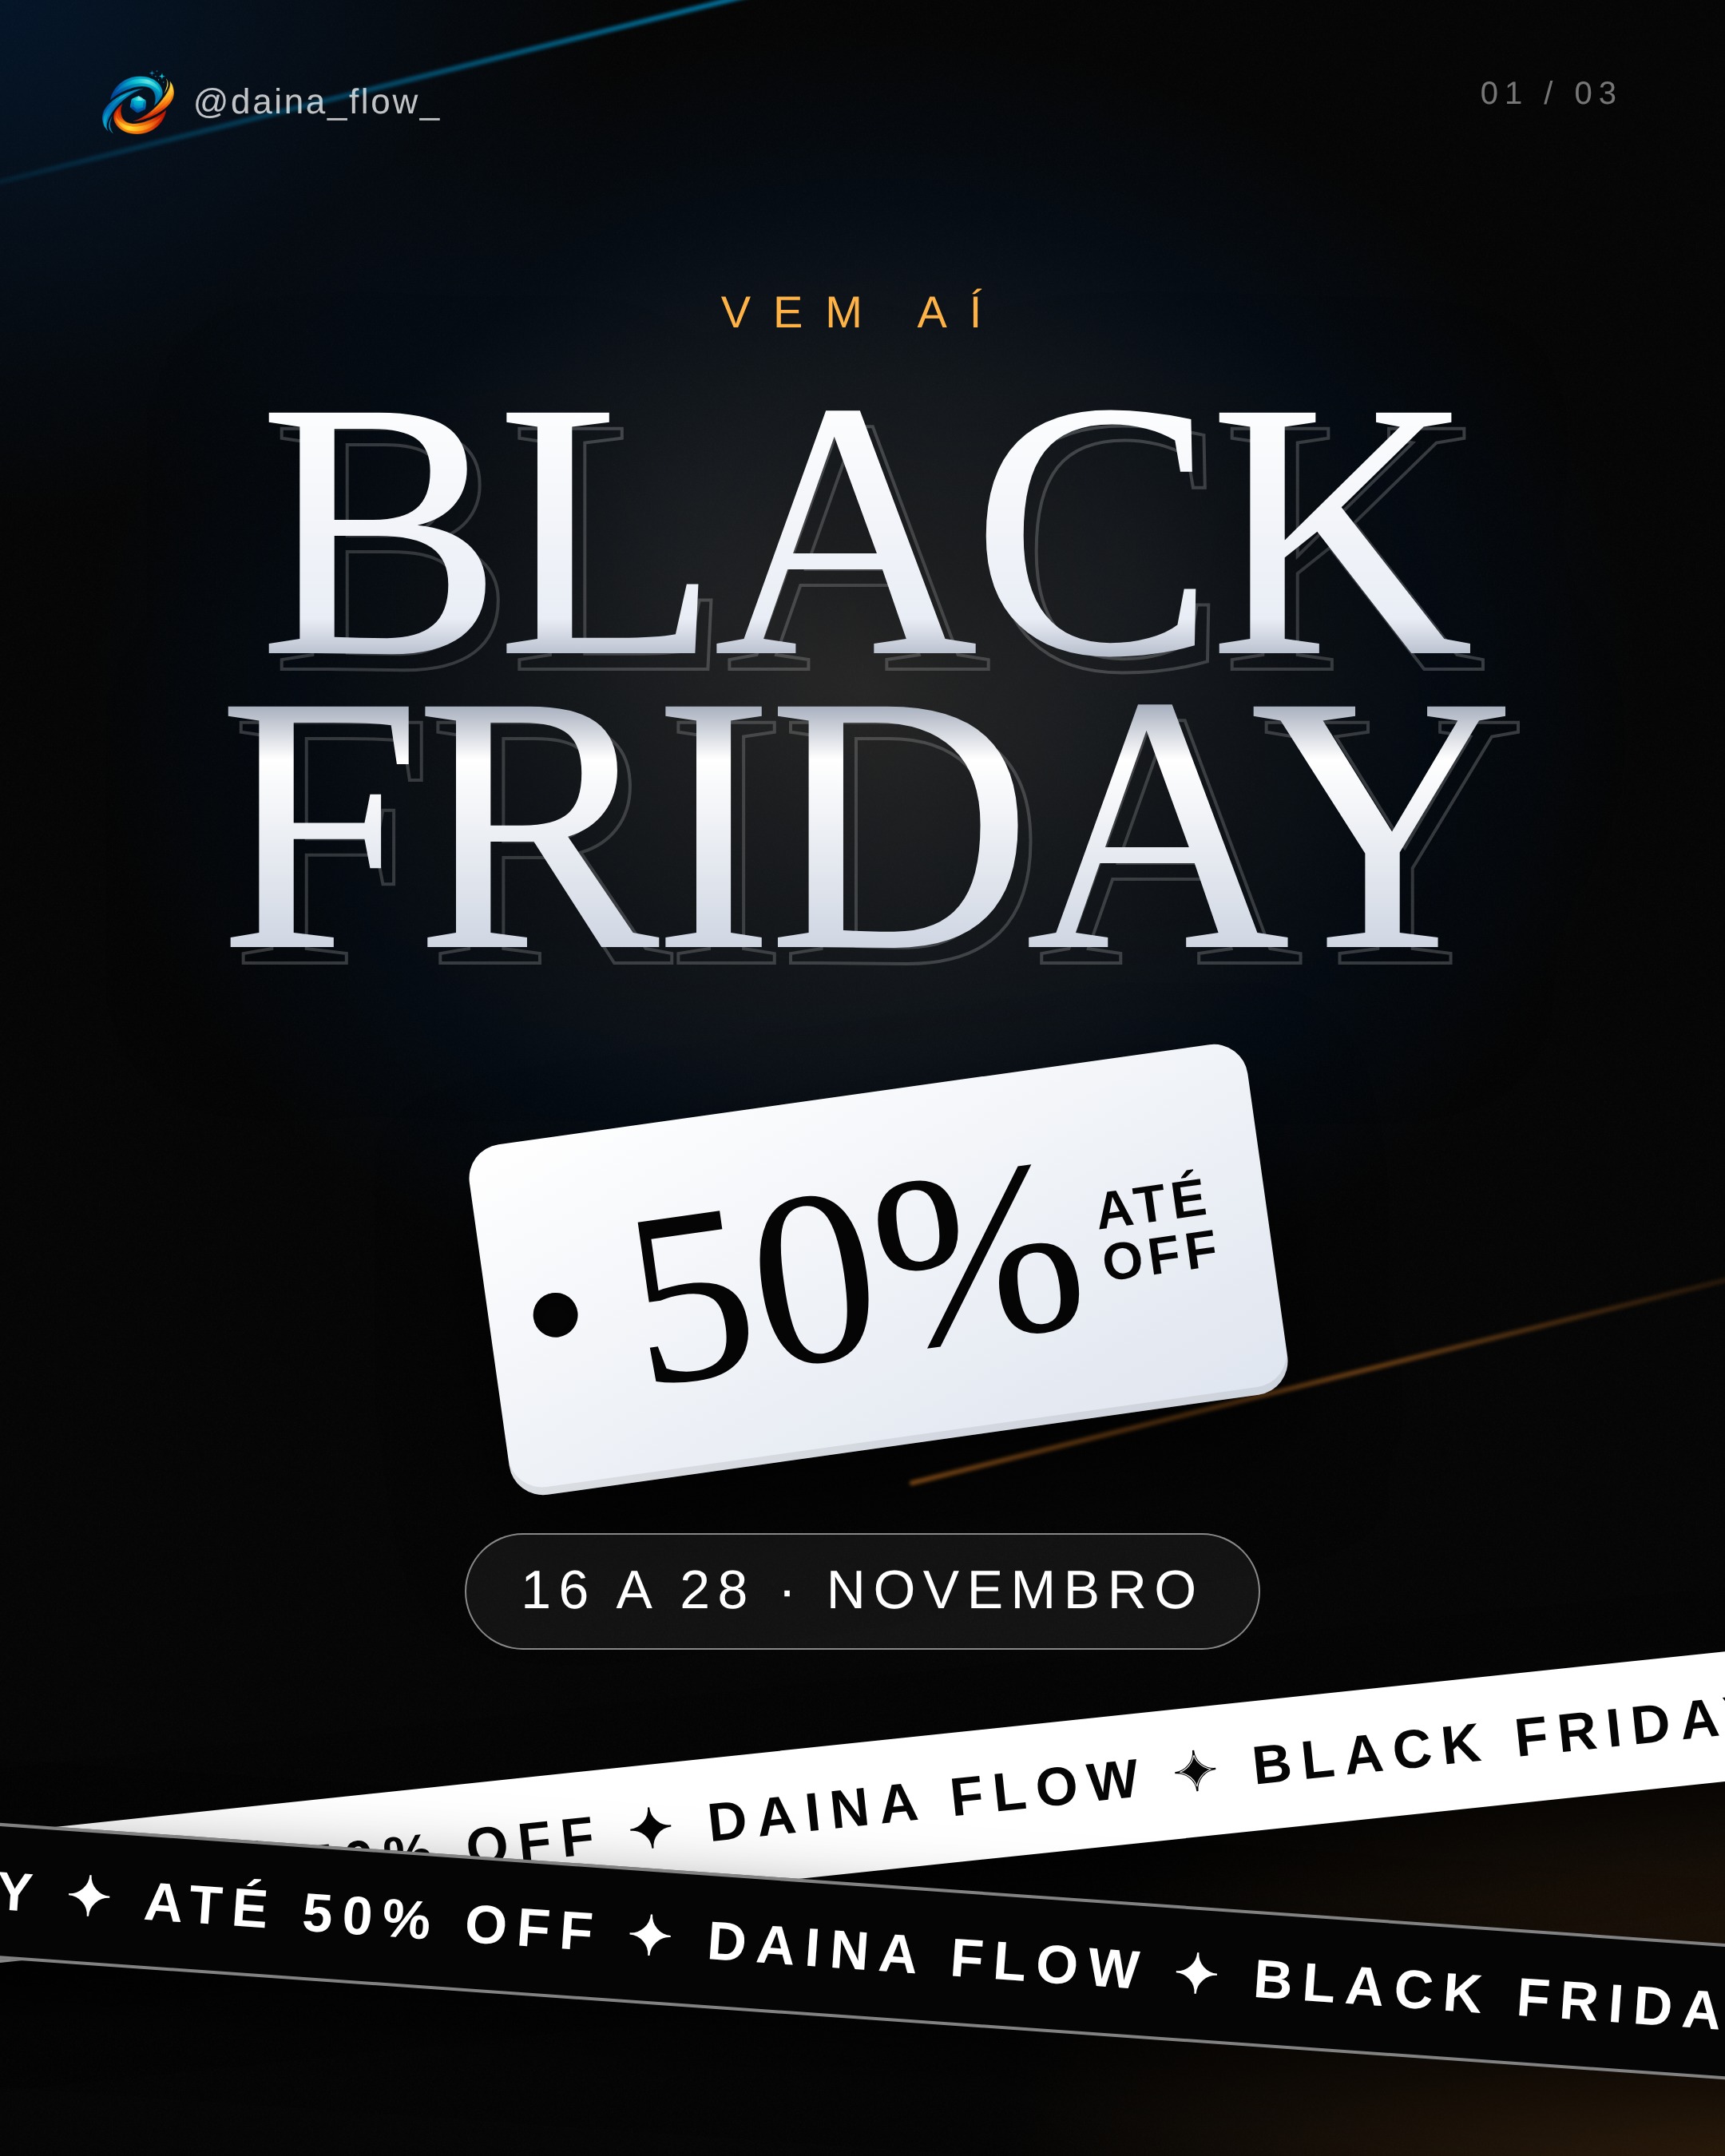 @daina_flow_
01 / 03
VEM AÍ
BLACK
FRIDAY
50%
ATÉ
OFF
16 A 28 · NOVEMBRO
OFF ✦ DAINA FLOW ✦ BLACK FRIDAY
Y ✦ ATÉ 50% OFF ✦ DAINA FLOW ✦ BLACK FRIDA